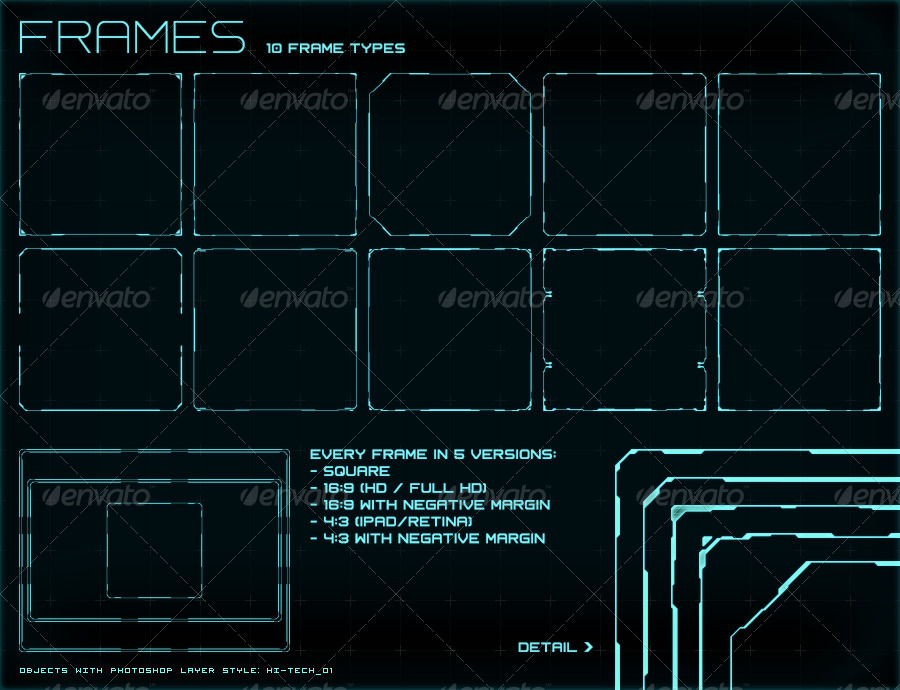 FRAMES
10 FRAME TYPES
envato envato envato envato envato
envato envato envato envato envato
EVERY FRAME IN 5 VERSIONS:
- SQUARE
- 16:9 (HD / FULL HD)
- 16:9 WITH NEGATIVE MARGIN
- 4:3 (IPAD/RETINA)
- 4:3 WITH NEGATIVE MARGIN
envato envato envato envato envato
DETAIL >
OBJECTS WITH PHOTOSHOP LAYER STYLE: HI-TECH_01